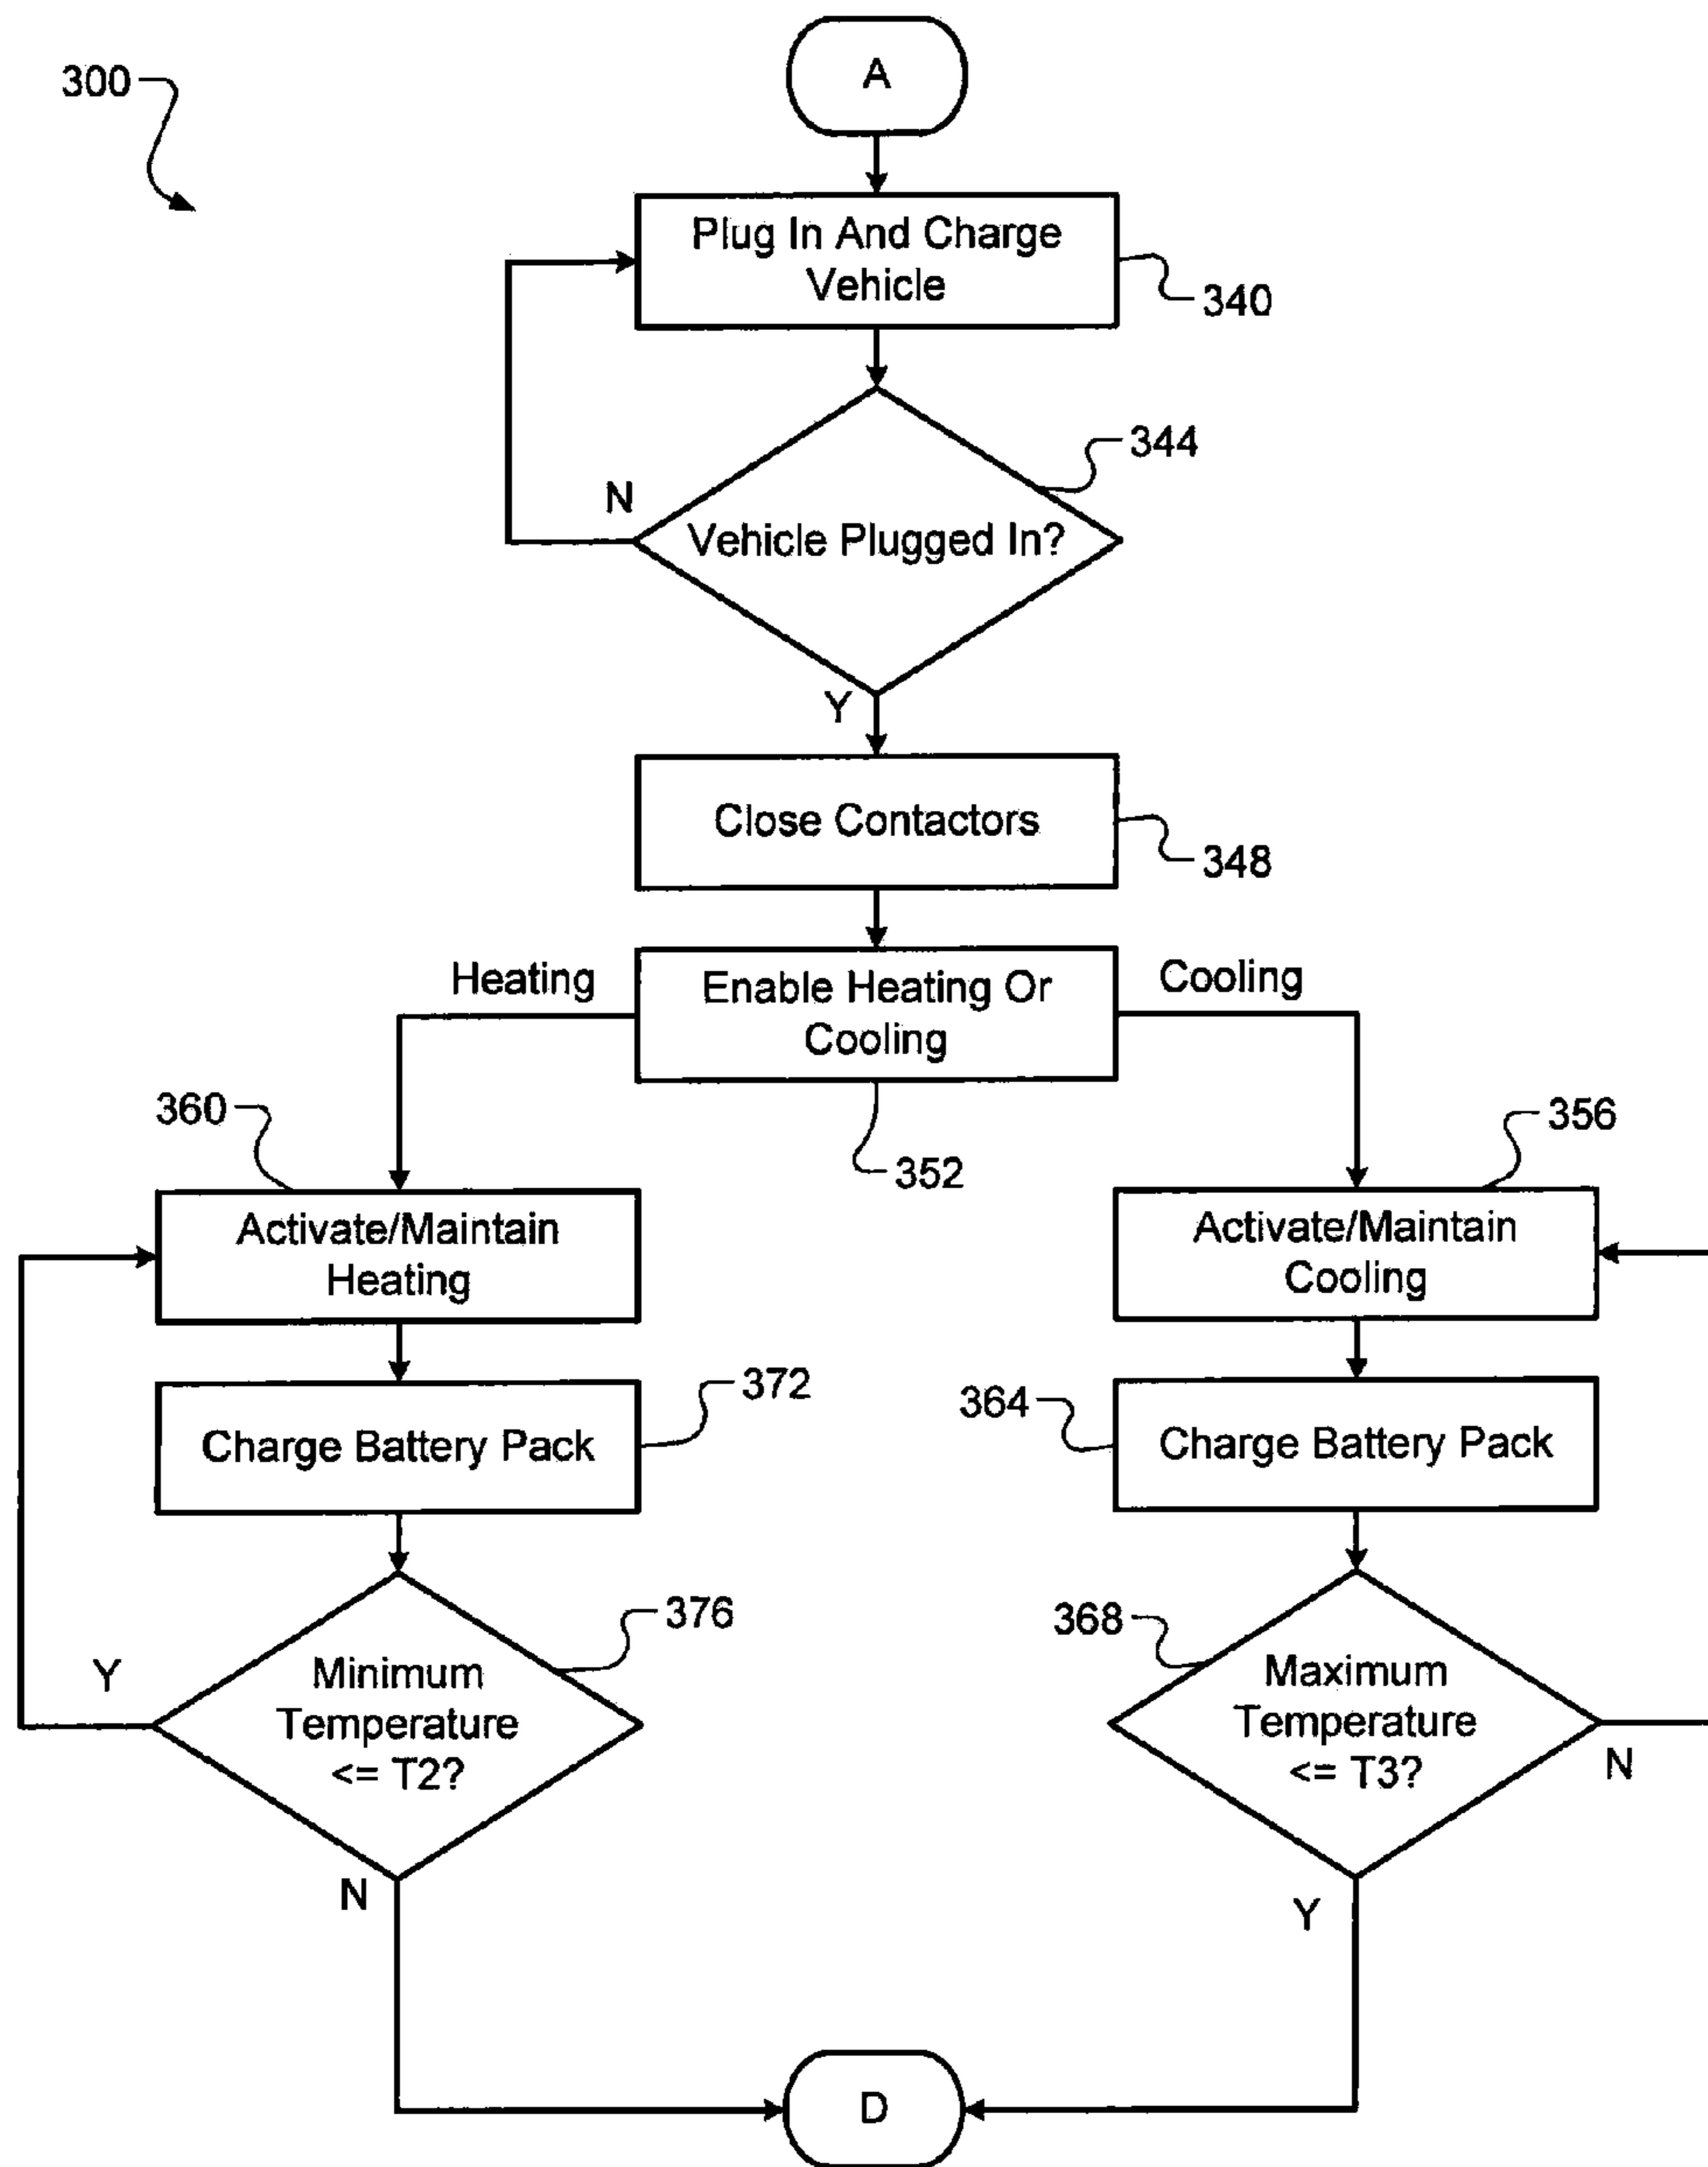 A
300
Plug In And Charge
Vehicle
340
344
N
Vehicle Plugged In?
Y
Close Contactors
348
Heating
Enable Heating Or
Cooling
Cooling
352
360
356
Activate/Maintain
Heating
Activate/Maintain
Cooling
372
364
Charge Battery Pack
Charge Battery Pack
376
368
Y
Minimum
Temperature
<= T2?
Maximum
Temperature
<= T3?
N
N
Y
D